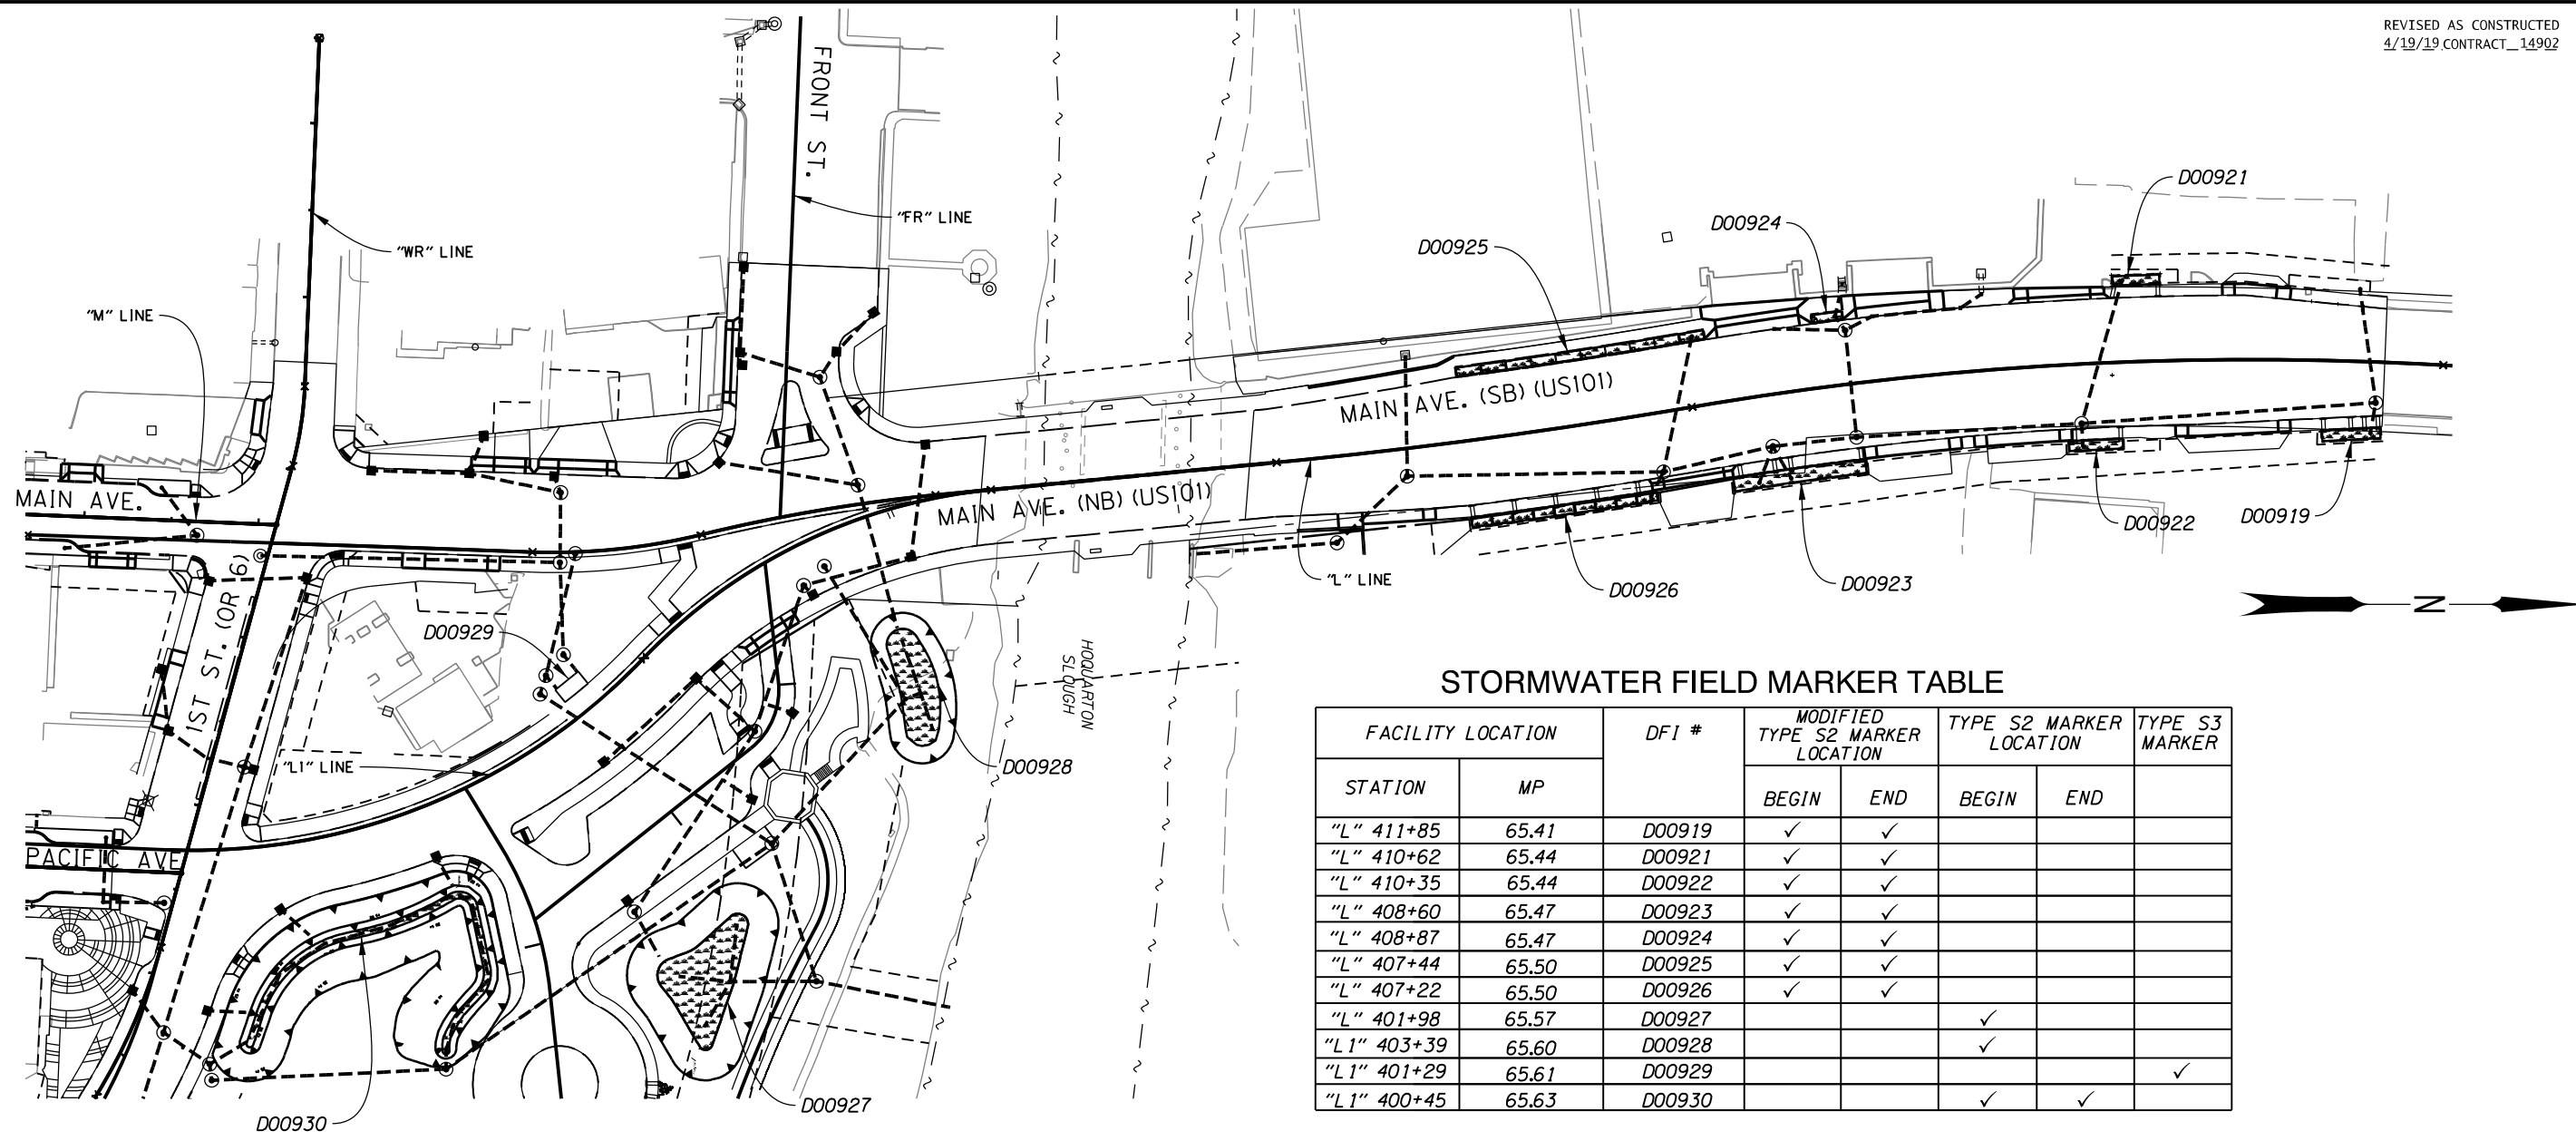 REVISED AS CONSTRUCTED
4/19/19 CONTRACT 14902
FRONT ST.
"FR" LINE
"WR" LINE
"M" LINE
D00921
D00924
D00925
MAIN AVE. (SB) (US101)
MAIN AVE.
MAIN AVE. (NB) (US101)
D00922
D00919
"L" LINE
D00926
D00923
N
1ST ST. (OR 6)
D00929
HOQUARTON
SLOUGH
"L1" LINE
D00928
PACIFIC AVE
D00927
D00930
STORMWATER FIELD MARKER TABLE
FACILITY LOCATION DFI # MODIFIED TYPE S2 MARKER LOCATION TYPE S2 MARKER LOCATION TYPE S3 MARKER
STATION MP BEGIN END BEGIN END
"L" 411+85 65.41 D00919 ✓ ✓
"L" 410+62 65.44 D00921 ✓ ✓
"L" 410+35 65.44 D00922 ✓ ✓
"L" 408+60 65.47 D00923 ✓ ✓
"L" 408+87 65.47 D00924 ✓ ✓
"L" 407+44 65.50 D00925 ✓ ✓
"L" 407+22 65.50 D00926 ✓ ✓
"L" 401+98 65.57 D00927 ✓
"L1" 403+39 65.60 D00928 ✓
"L1" 401+29 65.61 D00929 ✓
"L1" 400+45 65.63 D00930 ✓ ✓